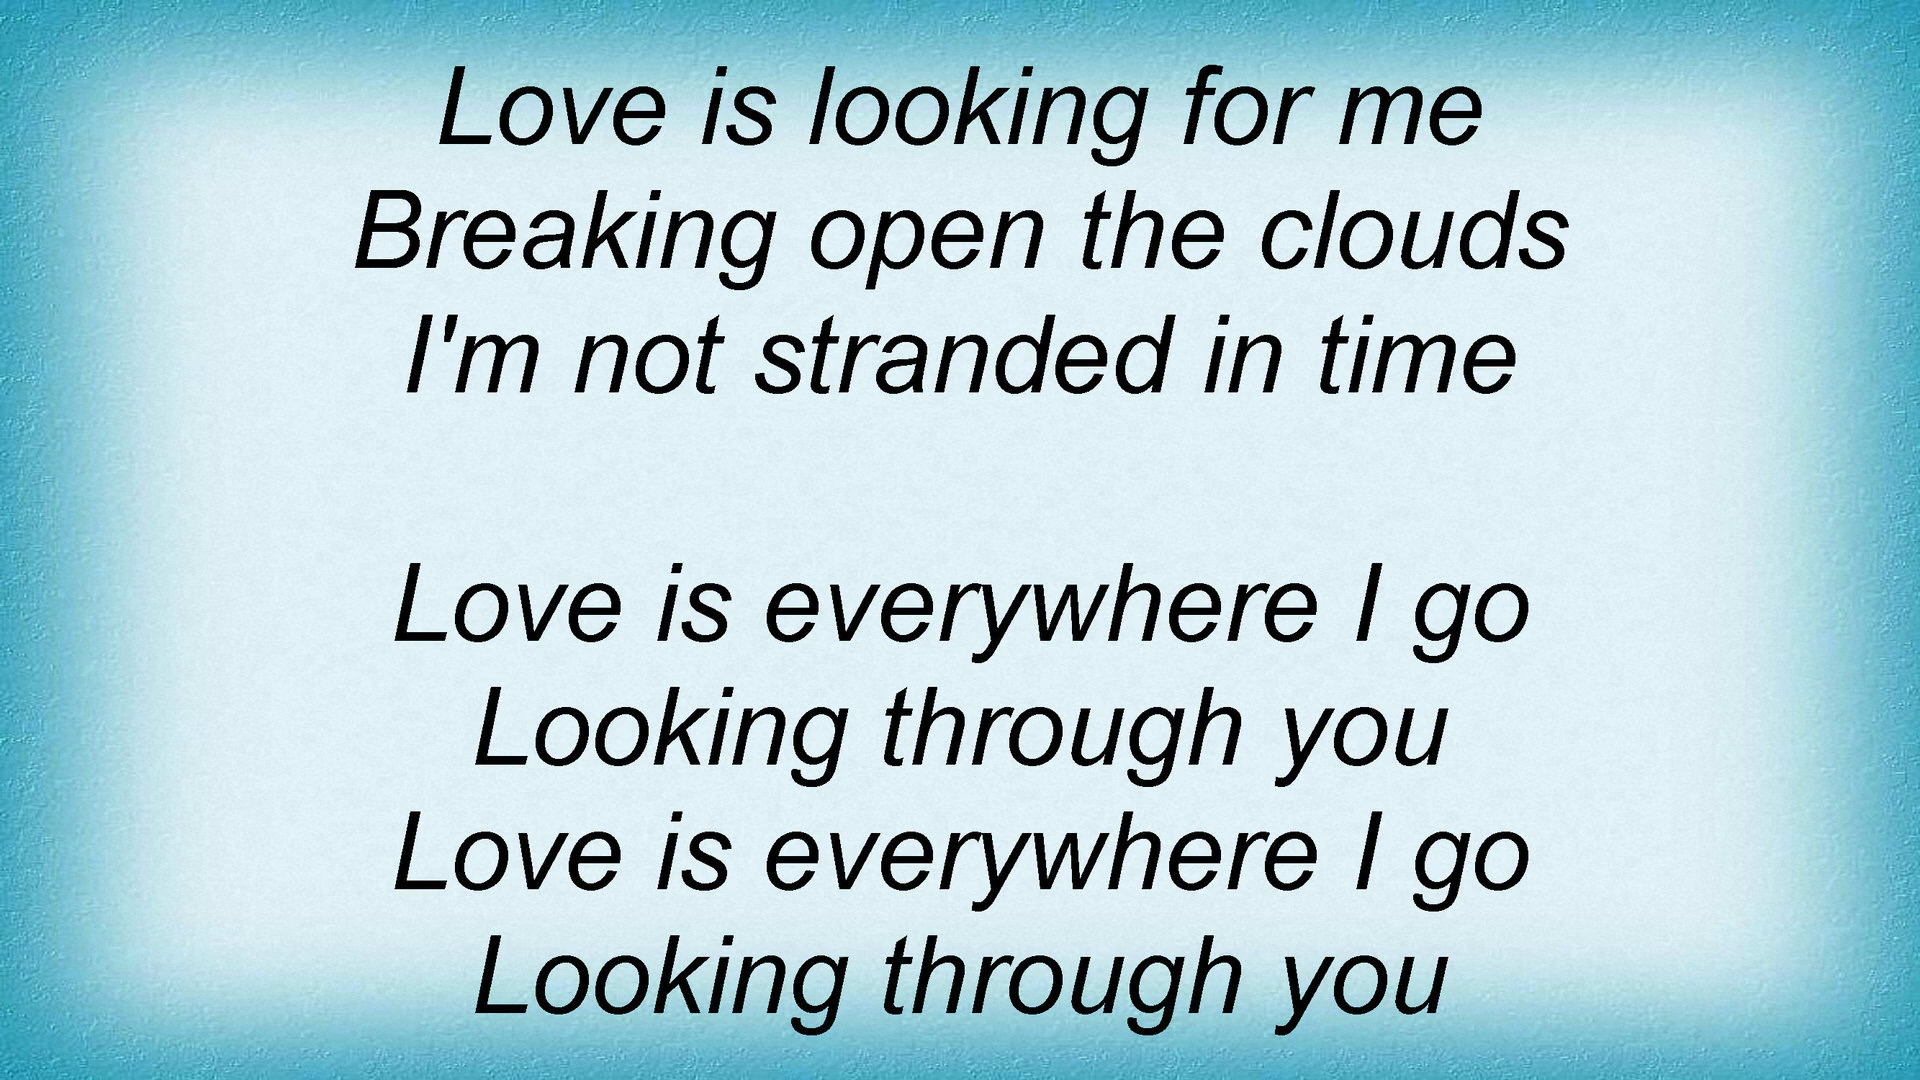 Love is looking for me
Breaking open the clouds
I'm not stranded in time
Love is everywhere I go
Looking through you
Love is everywhere I go
Looking through you